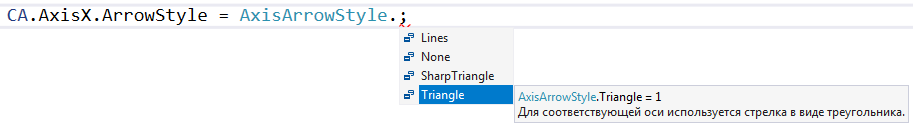 CA.AxisX.ArrowStyle = AxisArrowStyle.;
Lines
None
SharpTriangle
Triangle
AxisArrowStyle.Triangle = 1
Для соответствующей оси используется стрелка в виде треугольника.